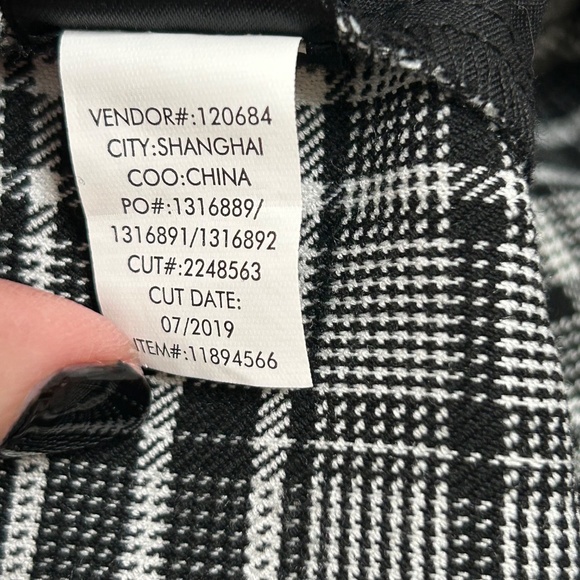 VENDOR#:120684
CITY:SHANGHAI
COO:CHINA
PO#:1316889/
1316891/1316892
CUT#:2248563
CUT DATE:
07/2019
ITEM#:11894566